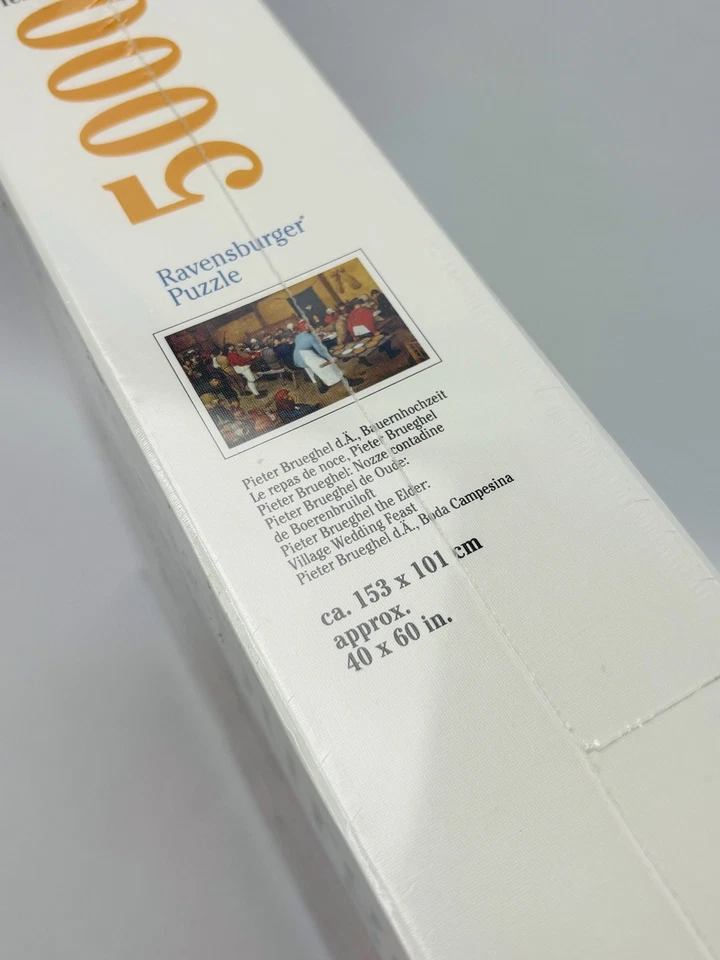 5000
Ravensburger®
Puzzle
Pieter Brueghel d.Ä., Bauernhochzeit
Le repas de noce, Pieter Brueghel
Pieter Brueghel: Nozze contadine
Pieter Brueghel de Oude:
de Boerenbruiloft
Pieter Brueghel the Elder:
Village Wedding Feast
Pieter Brueghel d.Ä., Boda Campesina
ca. 153 x 101 cm
approx.
40 x 60 in.